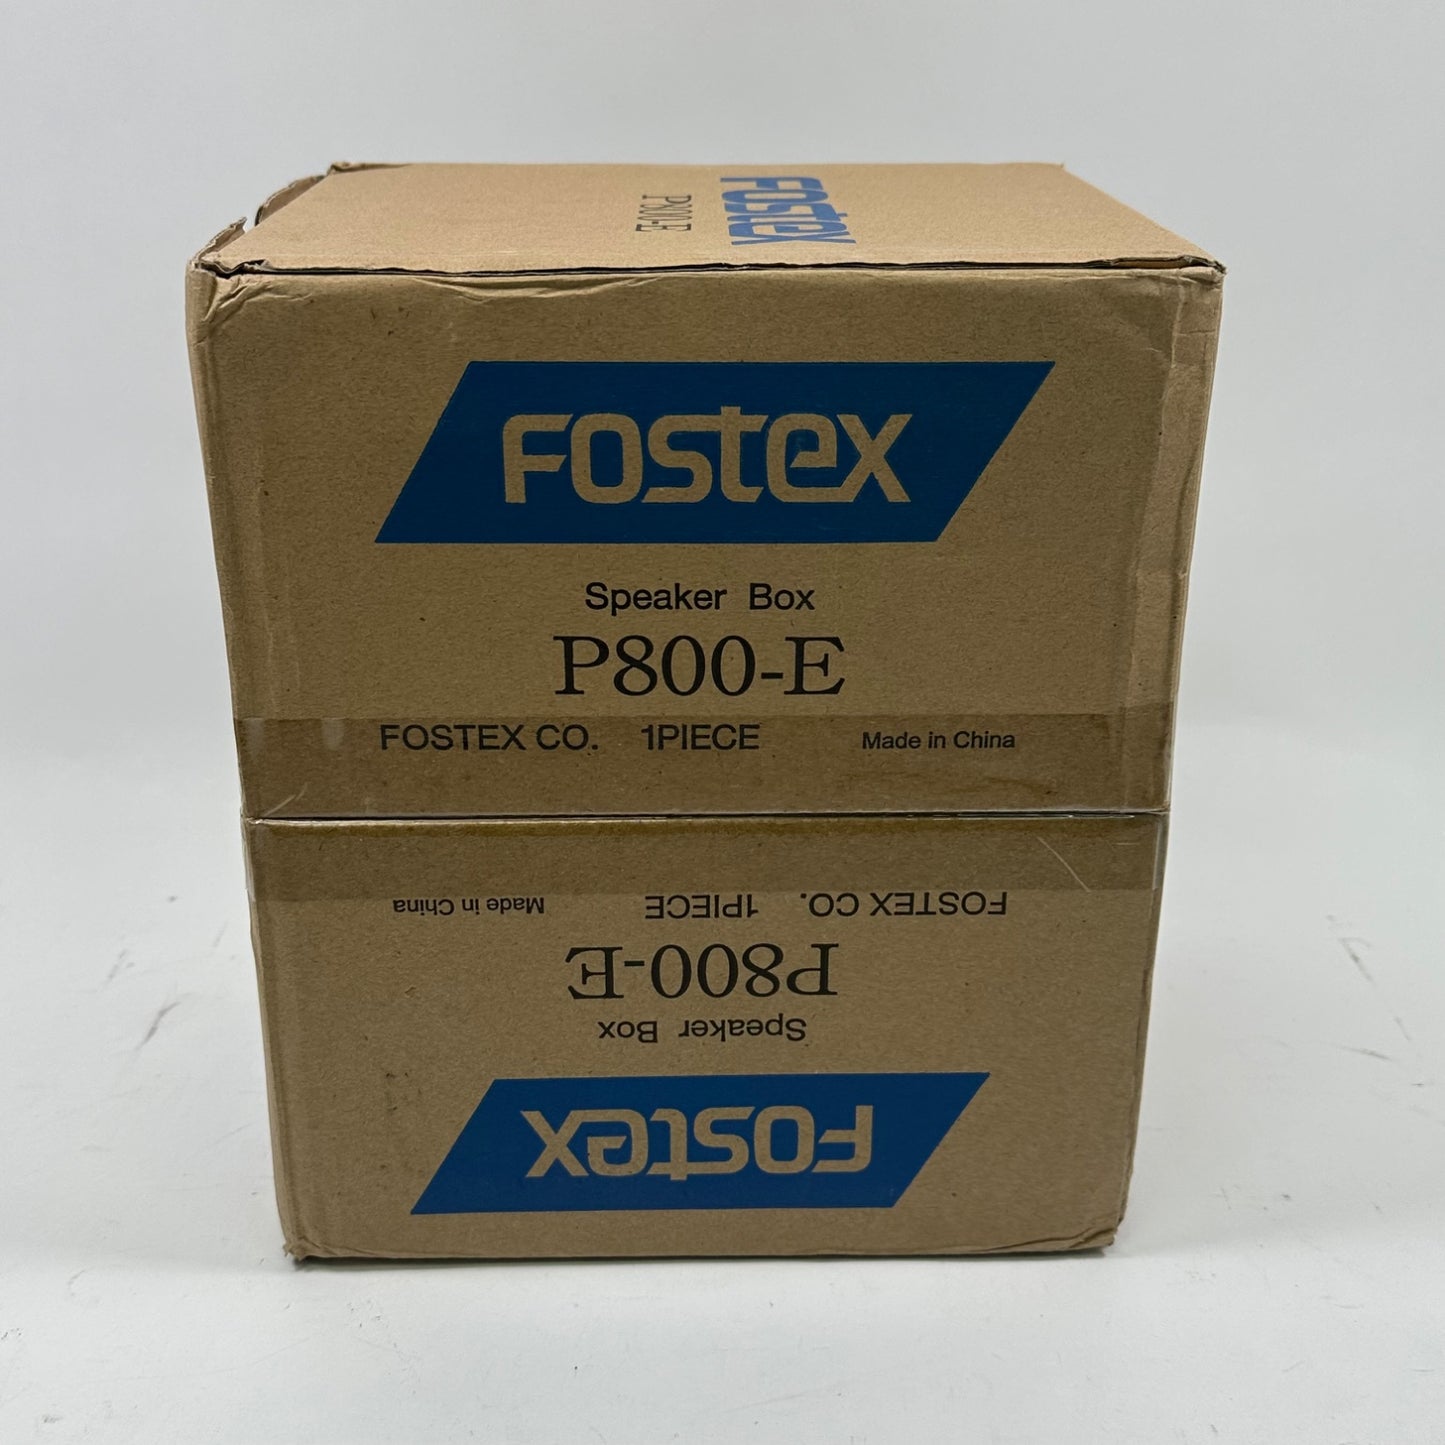 FOSTEX
P800-E
FOSTEX
Speaker Box
P800-E
FOSTEX CO. 1PIECE Made in China
FOSTEX CO. 1PIECE Made in China
P800-E
Speaker Box
FOSTEX